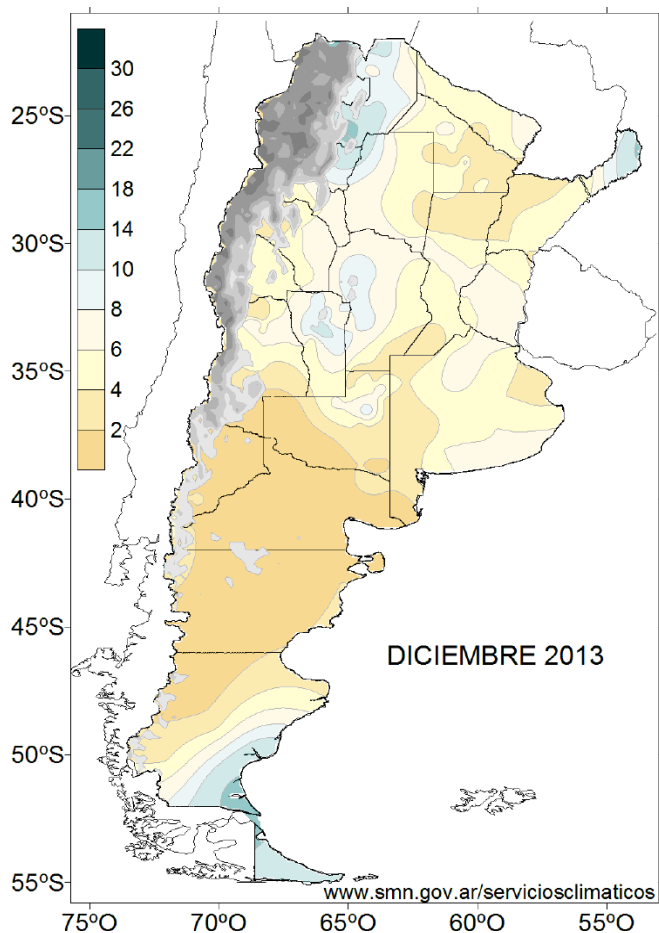 30
26
22
18
14
10
8
6
4
2
25ºS
30ºS
35ºS
40ºS
45ºS
50ºS
55ºS
DICIEMBRE 2013
www.smn.gov.ar/serviciosclimaticos
75ºO 70ºO 65ºO 60ºO 55ºO